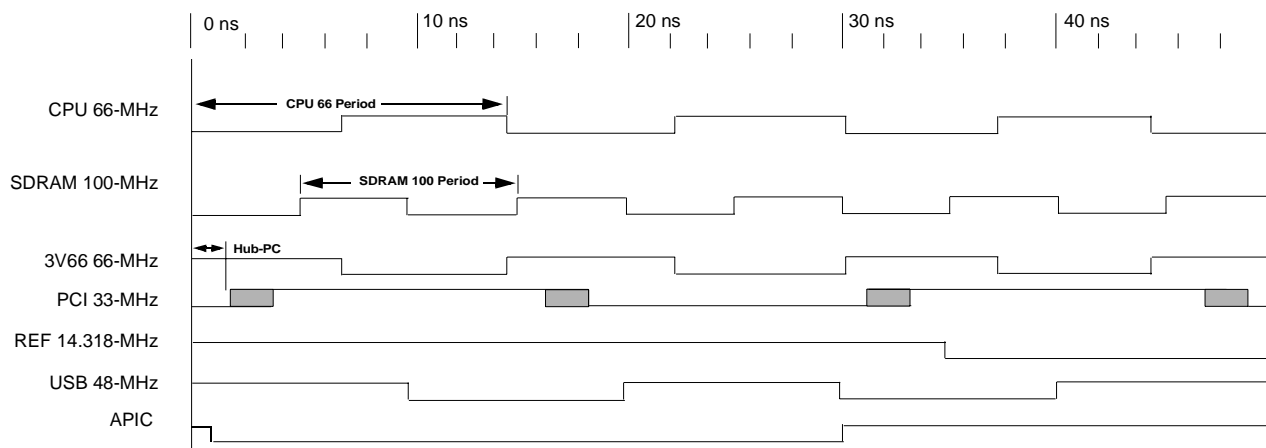 0 ns 10 ns 20 ns 30 ns 40 ns
CPU 66-MHz
CPU 66 Period
SDRAM 100-MHz
SDRAM 100 Period
Hub-PC
3V66 66-MHz
PCI 33-MHz
REF 14.318-MHz
USB 48-MHz
APIC